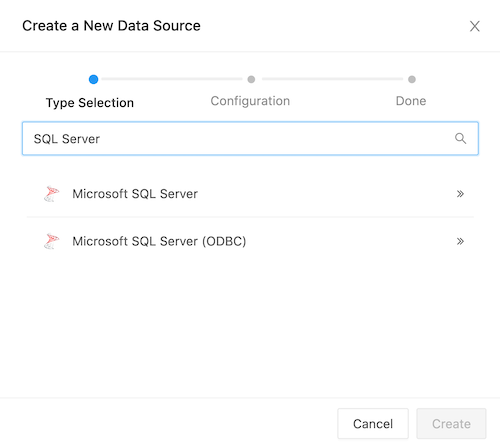 Create a New Data Source
Type Selection
Configuration
Done
SQL Server
Microsoft SQL Server
Microsoft SQL Server (ODBC)
Cancel
Create